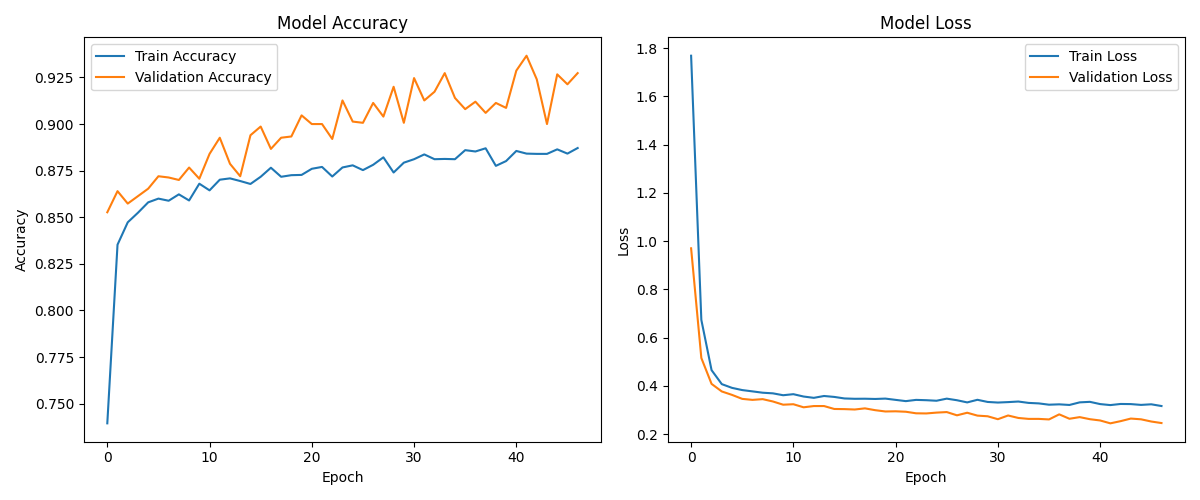 Model Accuracy
Train Accuracy
Validation Accuracy
0.925
0.900
0.875
0.850
0.825
0.800
0.775
0.750
Accuracy
0 10 20 30 40
Epoch
Model Loss
Train Loss
Validation Loss
1.8
1.6
1.4
1.2
1.0
0.8
0.6
0.4
0.2
Loss
0 10 20 30 40
Epoch